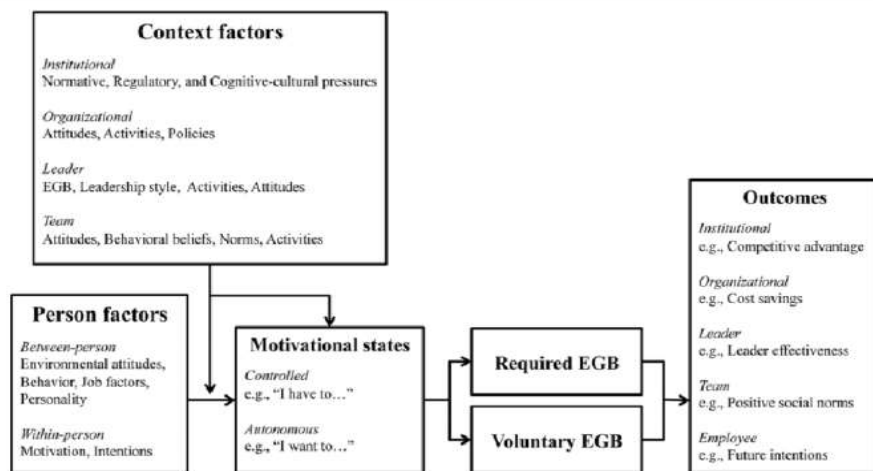 Context factors
Institutional
Normative, Regulatory, and Cognitive-cultural pressures
Organizational
Attitudes, Activities, Policies
Leader
EGB, Leadership style, Activities, Attitudes
Team
Attitudes, Behavioral beliefs, Norms, Activities
Person factors
Between-person
Environmental attitudes,
Behavior, Job factors,
Personality
Within-person
Motivation, Intentions
Motivational states
Controlled
e.g., “I have to…”
Autonomous
e.g., “I want to…”
Required EGB
Voluntary EGB
Outcomes
Institutional
e.g., Competitive advantage
Organizational
e.g., Cost savings
Leader
e.g., Leader effectiveness
Team
e.g., Positive social norms
Employee
e.g., Future intentions